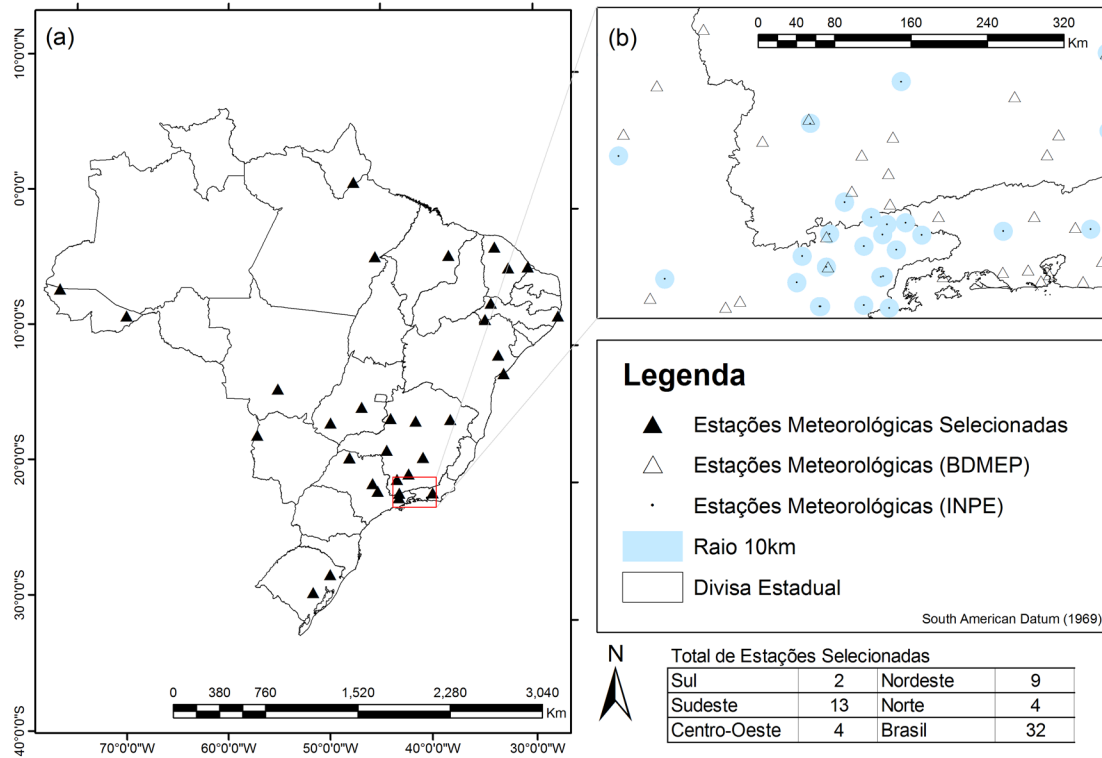 (a)
10°0'0"N
0°0'0"
10°0'0"S
20°0'0"S
30°0'0"S
40°0'0"S
70°0'0"W 60°0'0"W 50°0'0"W 40°0'0"W 30°0'0"W
0 380 760 1,520 2,280 3,040
Km
(b)
0 40 80 160 240 320
Km
Legenda
Estações Meteorológicas Selecionadas
Estações Meteorológicas (BDMEP)
Estações Meteorológicas (INPE)
Raio 10km
Divisa Estadual
South American Datum (1969)
N
Total de Estações Selecionadas
Sul 2 Nordeste 9
Sudeste 13 Norte 4
Centro-Oeste 4 Brasil 32